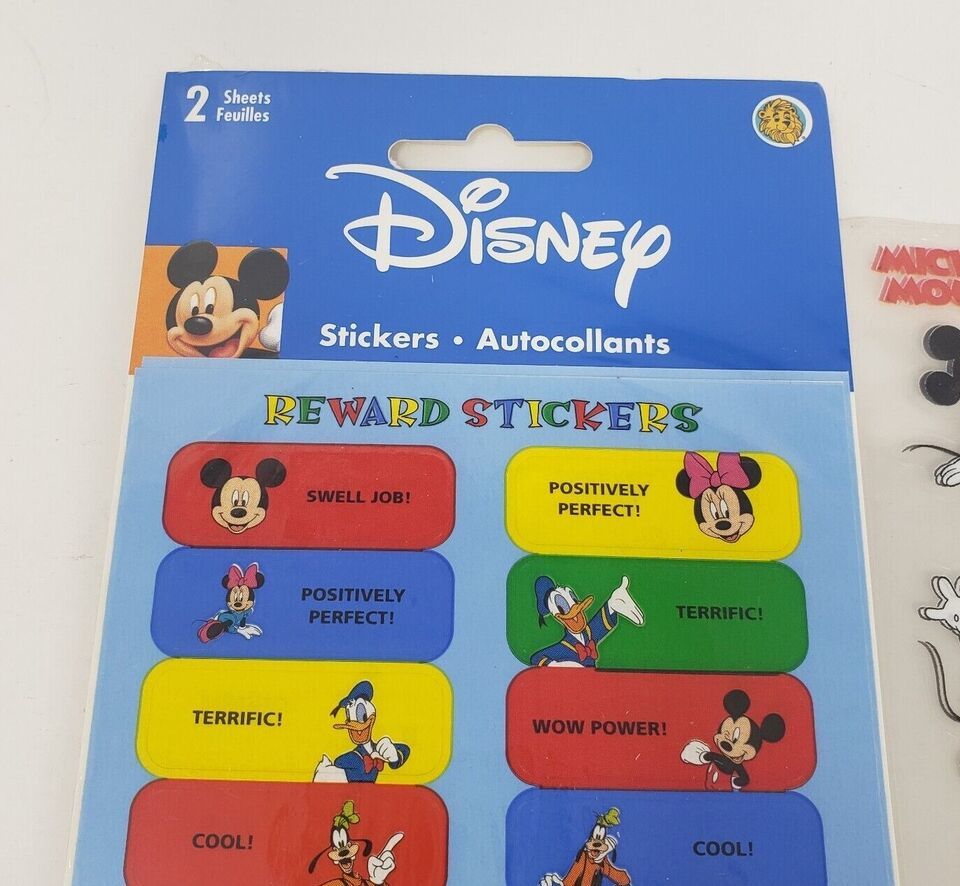 2 Sheets
Feuilles
DISNEY
Stickers • Autocollants
REWARD STICKERS
SWELL JOB!
POSITIVELY
PERFECT!
POSITIVELY
PERFECT!
TERRIFIC!
TERRIFIC!
WOW POWER!
COOL!
COOL!